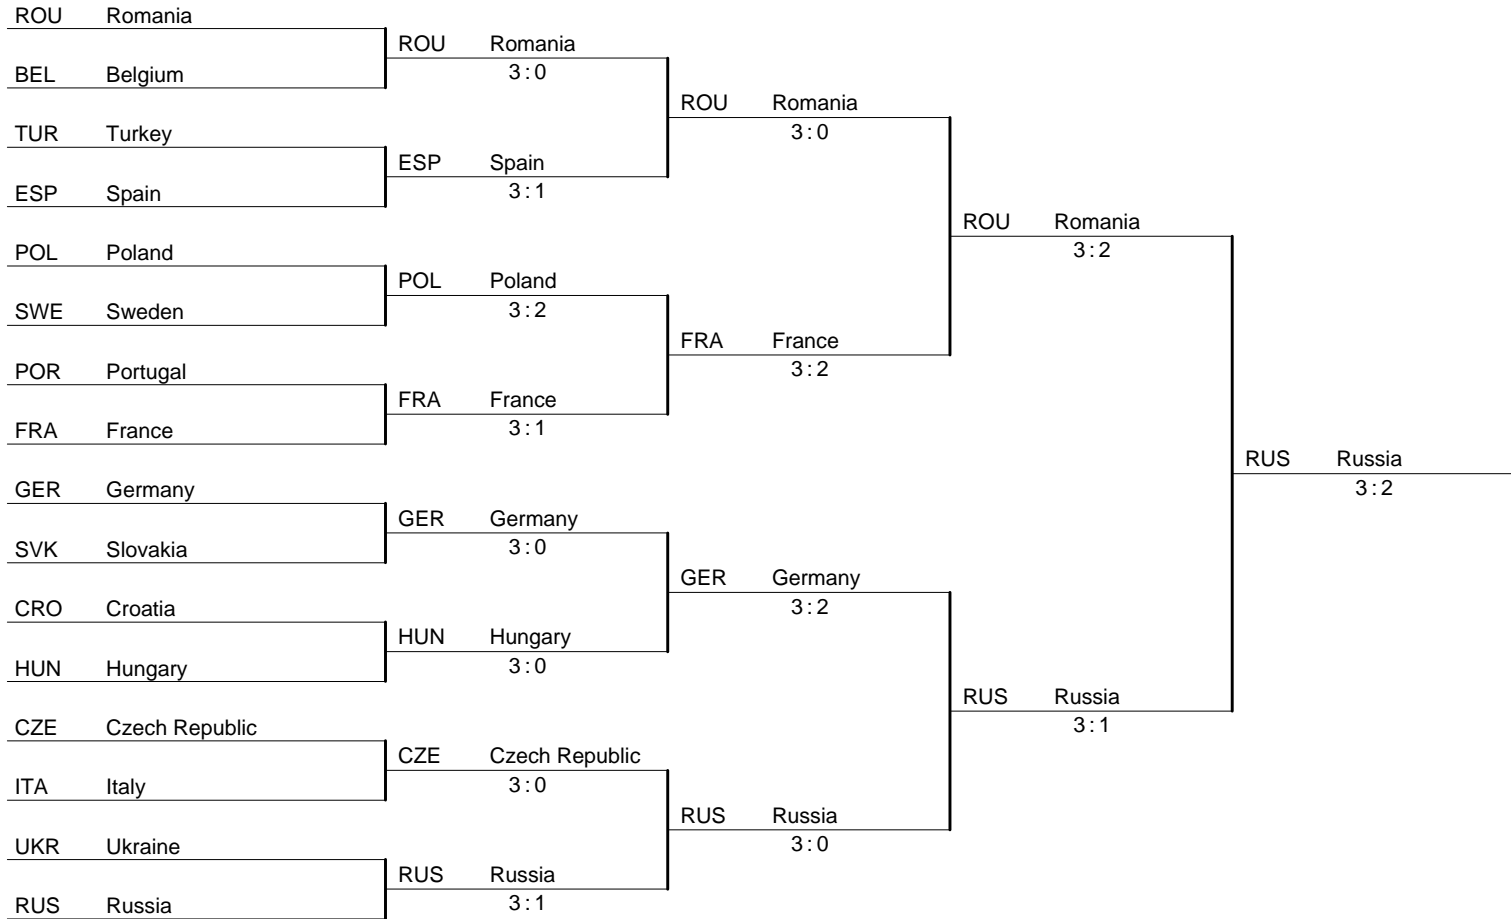 ROU Romania
ROU Romania
3:0
BEL Belgium
ROU Romania
3:0
TUR Turkey
ESP Spain
3:1
ESP Spain
ROU Romania
3:2
POL Poland
POL Poland
3:2
SWE Sweden
FRA France
3:2
POR Portugal
FRA France
3:1
FRA France
RUS Russia
3:2
GER Germany
GER Germany
3:0
SVK Slovakia
GER Germany
3:2
CRO Croatia
HUN Hungary
3:0
HUN Hungary
RUS Russia
3:1
CZE Czech Republic
CZE Czech Republic
3:0
ITA Italy
RUS Russia
3:0
UKR Ukraine
RUS Russia
3:1
RUS Russia